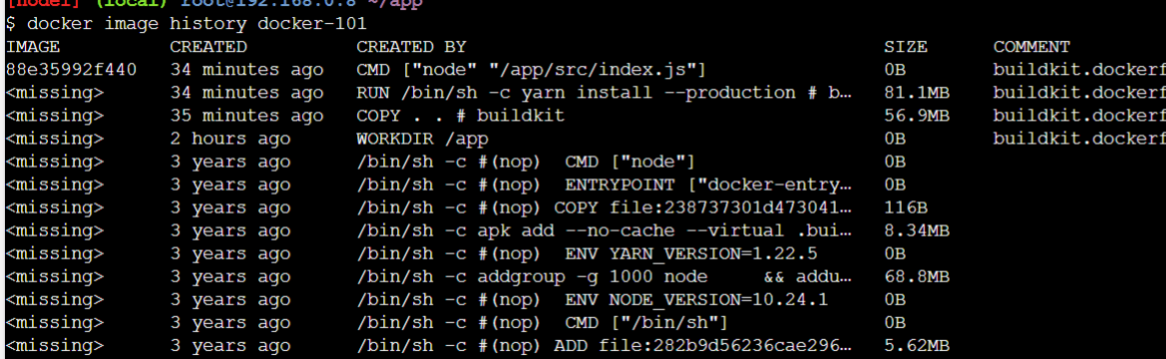 [node1] (local) root@192.168.0.8 ~/app
$ docker image history docker-101
IMAGE CREATED CREATED BY SIZE COMMENT
88e35992f440 34 minutes ago CMD ["node" "/app/src/index.js"] 0B buildkit.dockerf
<missing> 34 minutes ago RUN /bin/sh -c yarn install --production # b… 81.1MB buildkit.dockerf
<missing> 35 minutes ago COPY . . # buildkit 56.9MB buildkit.dockerf
<missing> 2 hours ago WORKDIR /app 0B buildkit.dockerf
<missing> 3 years ago /bin/sh -c #(nop) CMD ["node"] 0B
<missing> 3 years ago /bin/sh -c #(nop) ENTRYPOINT ["docker-entry… 0B
<missing> 3 years ago /bin/sh -c #(nop) COPY file:238737301d473041… 116B
<missing> 3 years ago /bin/sh -c apk add --no-cache --virtual .bui… 8.34MB
<missing> 3 years ago /bin/sh -c #(nop) ENV YARN_VERSION=1.22.5 0B
<missing> 3 years ago /bin/sh -c addgroup -g 1000 node && addu… 68.8MB
<missing> 3 years ago /bin/sh -c #(nop) ENV NODE_VERSION=10.24.1 0B
<missing> 3 years ago /bin/sh -c #(nop) CMD ["/bin/sh"] 0B
<missing> 3 years ago /bin/sh -c #(nop) ADD file:282b9d56236cae296… 5.62MB